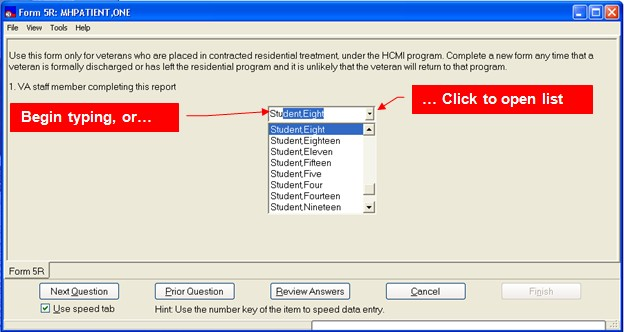 Form 5R: MHPATIENT,ONE
File View Tools Help
Use this form only for veterans who are placed in contracted residential treatment, under the HCMI program. Complete a new form any time that a
veteran is formally discharged or has left the residential program and it is unlikely that the veteran will return to that program.
1. VA staff member completing this report
Begin typing, or…
Student,Eight
… Click to open list
Student,Eight
Student,Eighteen
Student,Eleven
Student,Fifteen
Student,Five
Student,Four
Student,Fourteen
Student,Nineteen
Form 5R
Next Question Prior Question Review Answers Cancel Finish
Use speed tab Hint: Use the number key of the item to speed data entry.